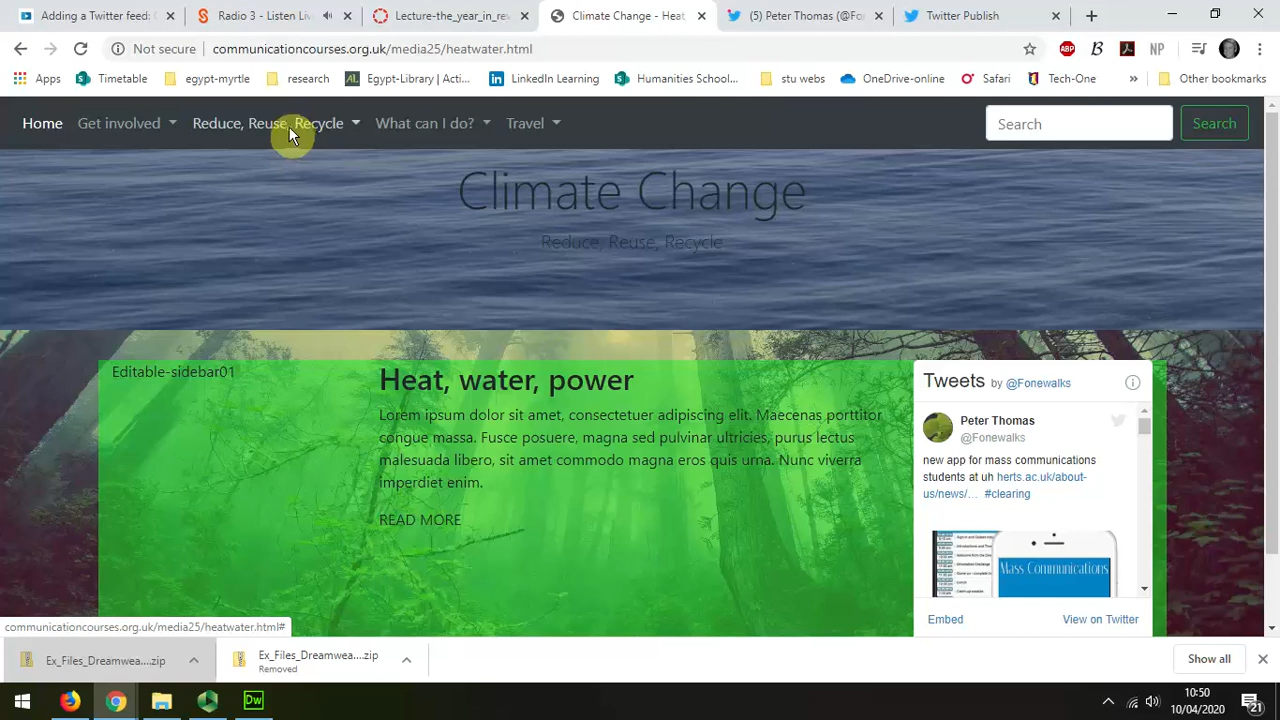 Adding a Twitter feed: C
Radio 3 - Listen Liv
Lecture-the_year_in_rev
Climate Change - Heat,
(5) Peter Thomas (@Fon
Twitter Publish
Not secure
communicationcourses.org.uk/media25/heatwater.html
ABP
B
NP
Apps
Timetable
egypt-myrtle
research
AL
Egypt-Library | Acti...
LinkedIn Learning
Humanities School...
stu webs
OneDrive-online
Safari
Tech-One
»
Other bookmarks
Home
Get involved
Reduce, Reuse, Recycle
What can I do?
Travel
Search
Search
Climate Change
Reduce, Reuse, Recycle
Editable-sidebar01
Heat, water, power
Lorem ipsum dolor sit amet, consectetuer adipiscing elit. Maecenas porttitor
congue massa. Fusce posuere, magna sed pulvinar ultricies, purus lectus
malesuada libero, sit amet commodo magna eros quis urna. Nunc viverra
imperdiet enim.
READ MORE
Tweets by @Fonewalks
Peter Thomas
@Fonewalks
new app for mass communications
students at uh herts.ac.uk/about-
us/news/… #clearing
Mass Communications
Embed
View on Twitter
communicationcourses.org.uk/media25/heatwater.html#
Ex_Files_Dreamwea....zip
Ex_Files_Dreamwea....zip
Removed
Show all
Dw
10:50
10/04/2020
21